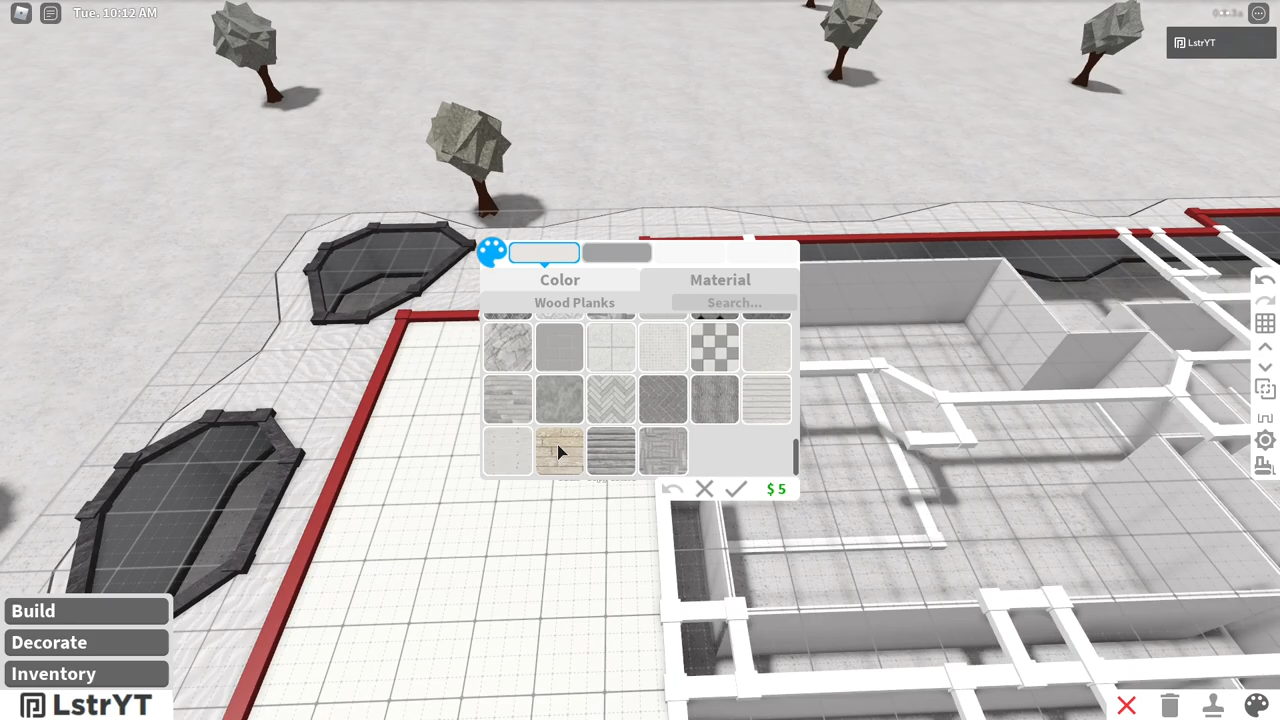 Tue. 10:12 AM
LstrYT
Color
Material
Wood Planks
Search...
$ 5
Build
Decorate
Inventory
LstrYT